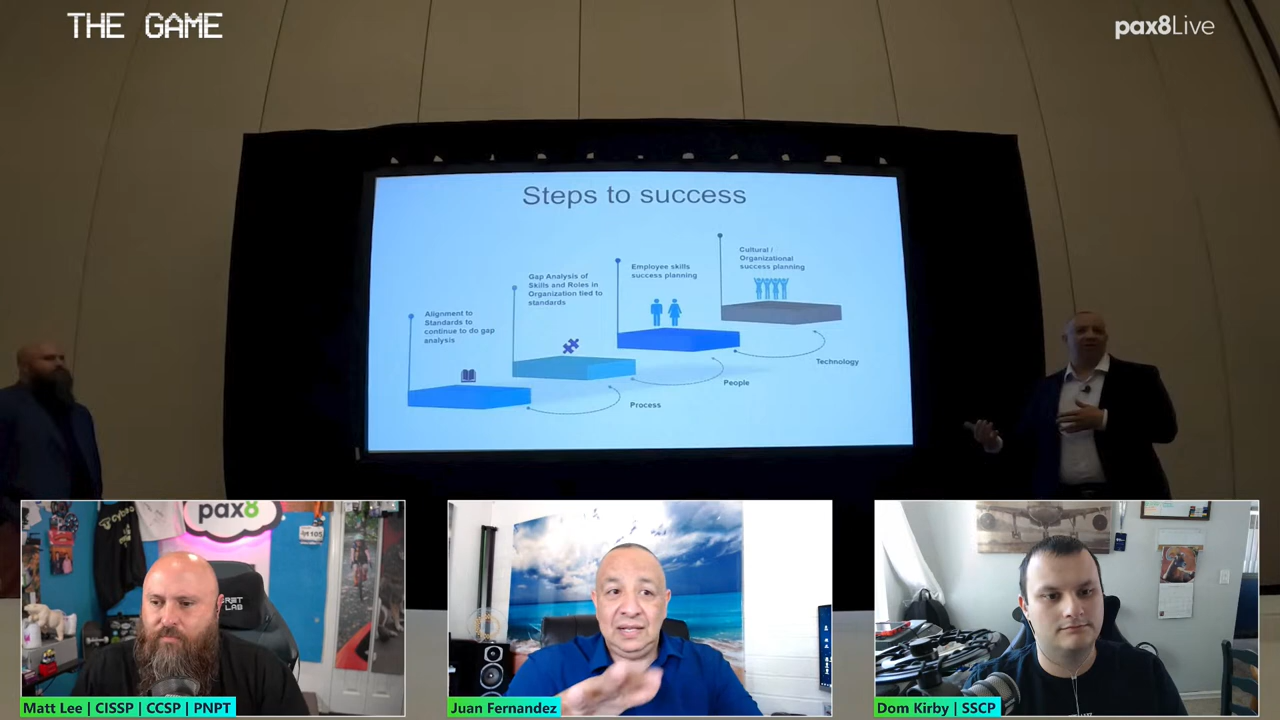 THE GAME
pax8Live
Steps to success
Cultural /
Organizational
success planning
Employee skills
success planning
Gap Analysis of
Skills and Roles in
Organization tied to
standards
Alignment to
Standards to
continue to do gap
analysis
Technology
People
Process
pax8
Matt Lee | CISSP | CCSP | PNPT
Juan Fernandez
Dom Kirby | SSCP